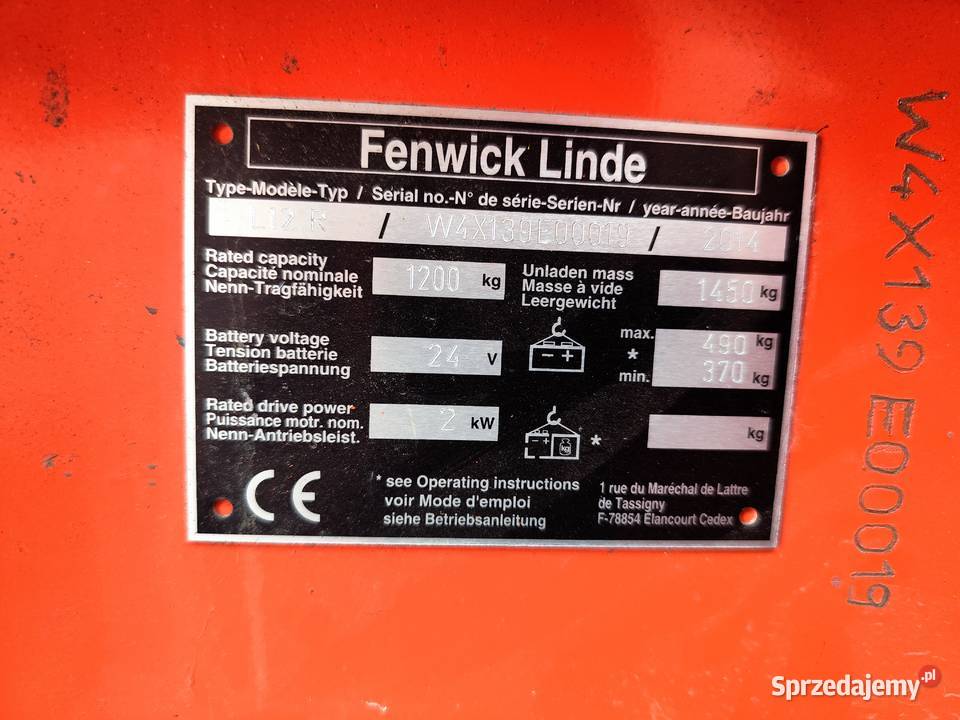 Fenwick Linde
Type-Modèle-Typ / Serial no.-N° de série-Serien-Nr / year-année-Baujahr
L12 R / W4X139E00019 / 2014
Rated capacity
Capacité nominale
Nenn-Tragfähigkeit
1200 kg
Unladen mass
Masse à vide
Leergewicht
1450 kg
Battery voltage
Tension batterie
Batteriespannung
24 V
- +
max. 490 kg
*
min. 370 kg
Rated drive power
Puissance motr. nom.
Nenn-Antriebsleist.
2 kW
- + kg
*
kg
CE
* see Operating instructions
voir Mode d'emploi
siehe Betriebsanleitung
1 rue du Maréchal de Lattre
de Tassigny
F-78854 Elancourt Cedex
W4X139E00019
Sprzedajemy.pl